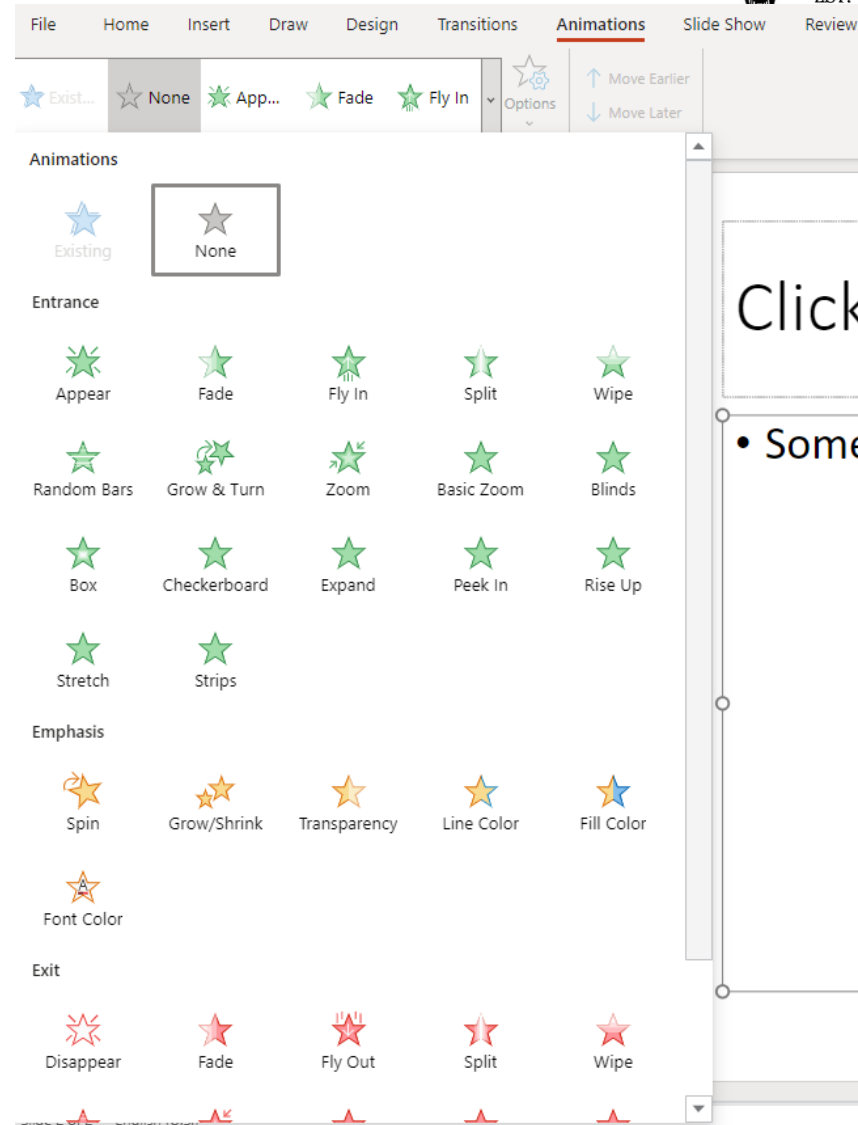 File Home Insert Draw Design Transitions Animations Slide Show Review
Exist... None App... Fade Fly In Options Move Earlier
Move Later
Animations
Existing None
Entrance
Appear Fade Fly In Split Wipe
Random Bars Grow & Turn Zoom Basic Zoom Blinds
Box Checkerboard Expand Peek In Rise Up
Stretch Strips
Emphasis
Spin Grow/Shrink Transparency Line Color Fill Color
Font Color
Exit
Disappear Fade Fly Out Split Wipe
Click
• Some